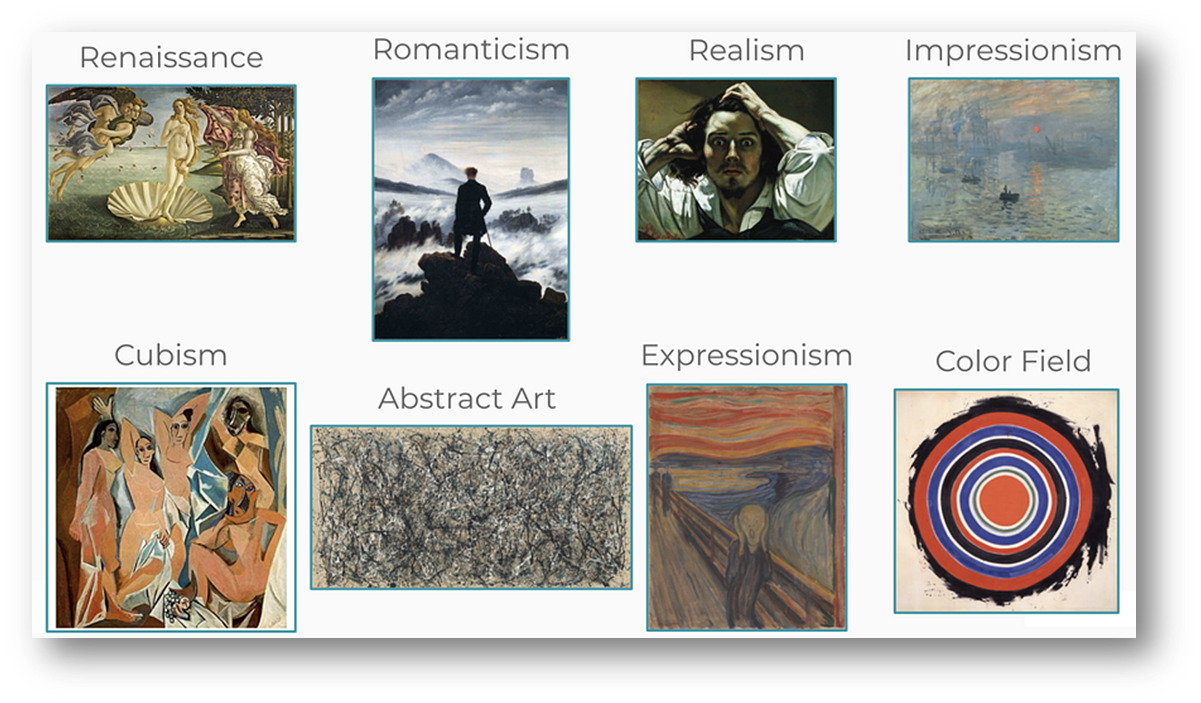 Renaissance
Romanticism
Realism
Impressionism
Cubism
Abstract Art
Expressionism
Color Field